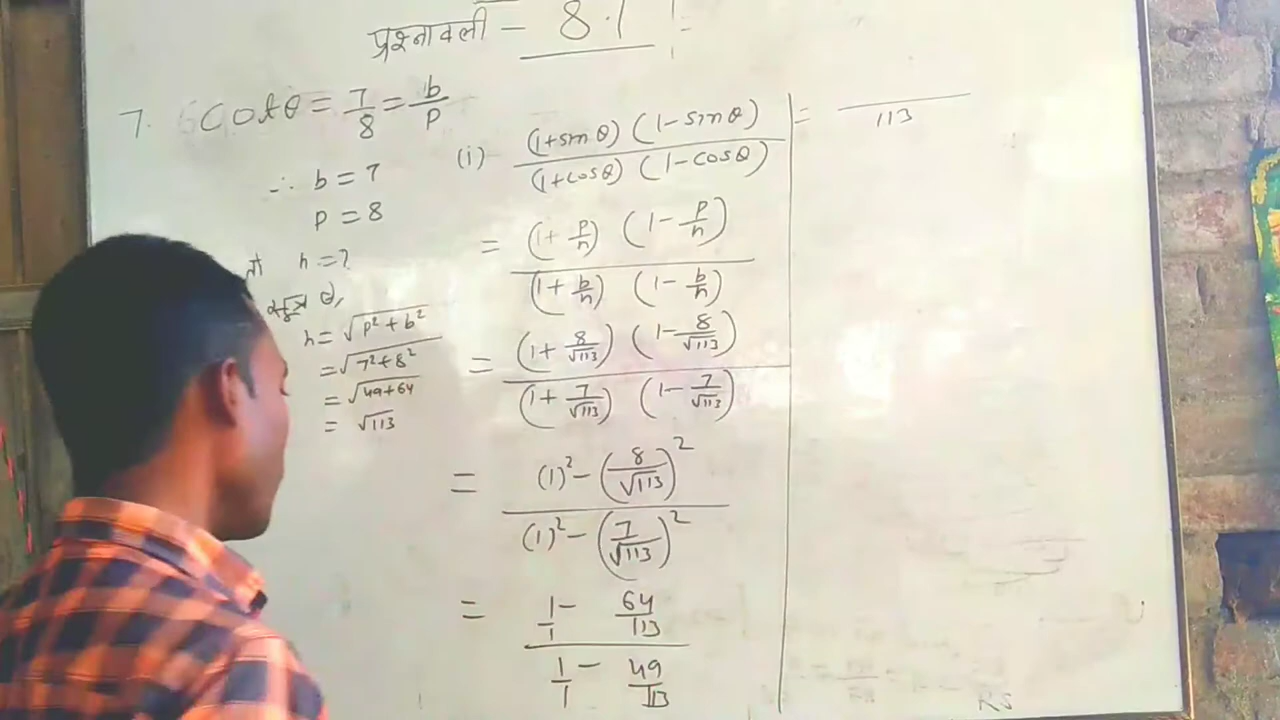 प्रश्नावली - 8.1
7. Cotθ = 7/8 = b/P
∴ b = 7
P = 8
तो h = ?
से,
h = √(P² + b²)
= √(7² + 8²)
= √(49 + 64)
= √113
(i) (1+sinθ) (1-sinθ) / (1+cosθ) (1-cosθ)
= (1 + P/h) (1 - P/h) / (1 + b/h) (1 - b/h)
= (1 + 8/√113) (1 - 8/√113) / (1 + 7/√113) (1 - 7/√113)
= (1)² - (8/√113)² / (1)² - (7/√113)²
= 1/1 - 64/113 / 1/1 - 49/113
= /113
RS